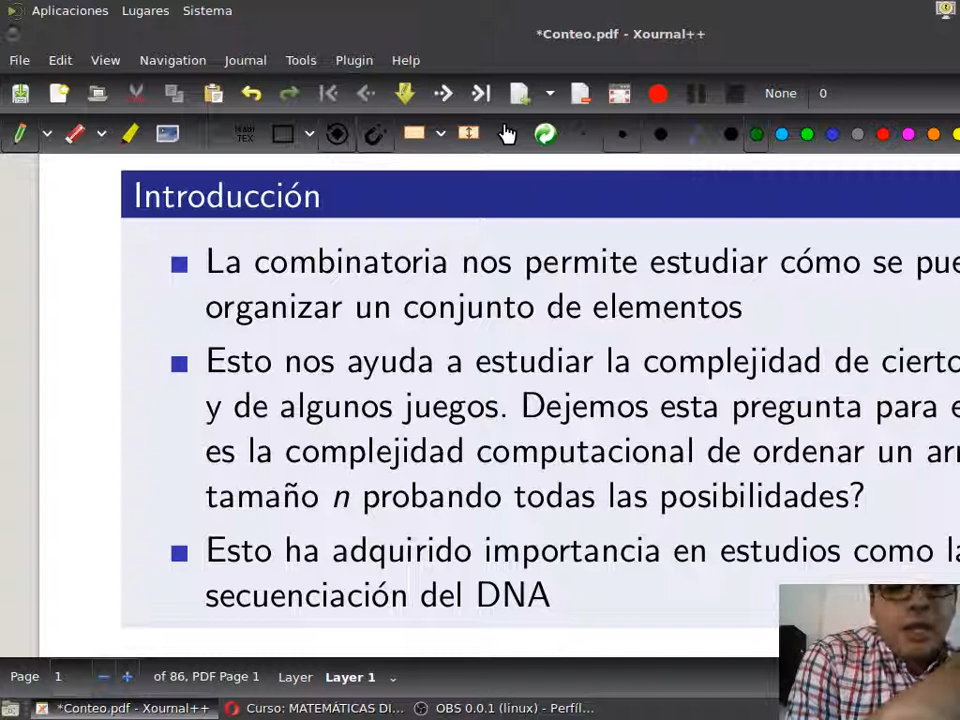 Aplicaciones Lugares Sistema
*Conteo.pdf - Xournal++
File Edit View Navigation Journal Tools Plugin Help
None 0
Introducción
La combinatoria nos permite estudiar cómo se pue
organizar un conjunto de elementos
Esto nos ayuda a estudiar la complejidad de cierto
y de algunos juegos. Dejemos esta pregunta para e
es la complejidad computacional de ordenar un arr
tamaño n probando todas las posibilidades?
Esto ha adquirido importancia en estudios como la
secuenciación del DNA
Page 1 of 86, PDF Page 1 Layer Layer 1
*Conteo.pdf - Xournal++ Curso: MATEMÁTICAS DI... OBS 0.0.1 (linux) - Perfil...